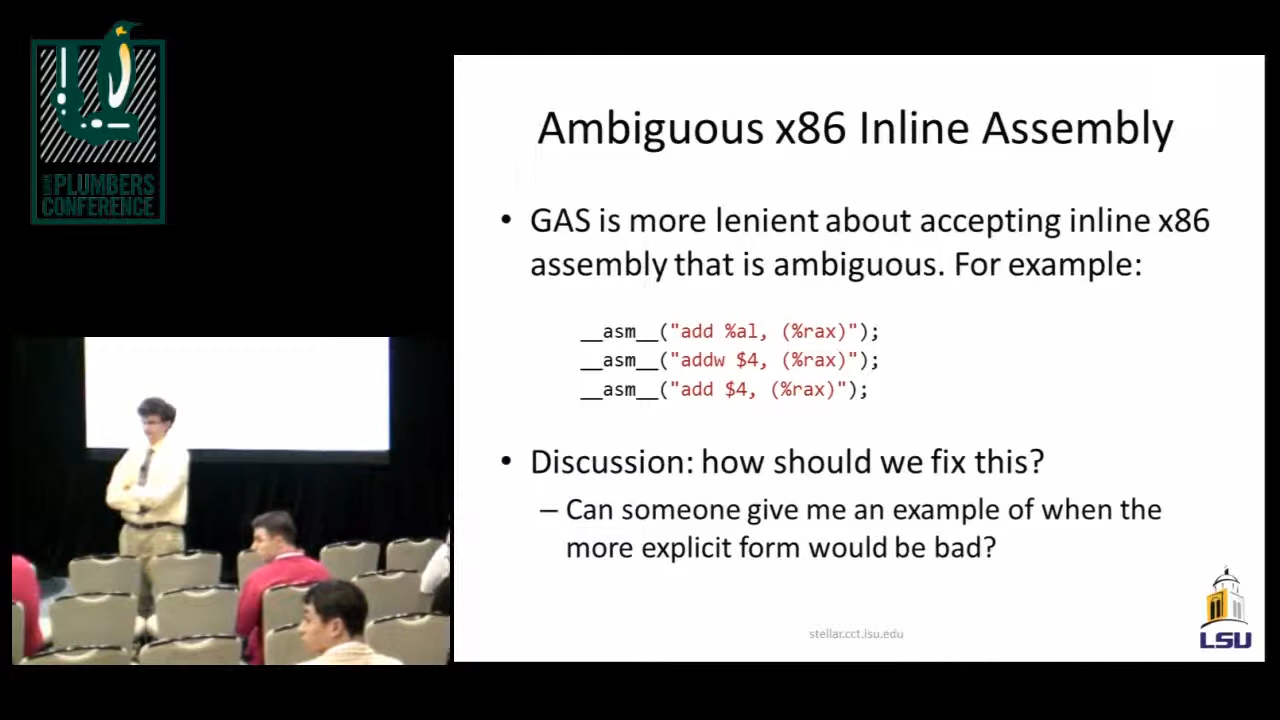 LINUX
PLUMBERS
CONFERENCE
Ambiguous x86 Inline Assembly
• GAS is more lenient about accepting inline x86
assembly that is ambiguous. For example:
__asm__("add %al, (%rax)");
__asm__("addw $4, (%rax)");
__asm__("add $4, (%rax)");
• Discussion: how should we fix this?
– Can someone give me an example of when the
more explicit form would be bad?
stellar.cct.lsu.edu
LSU